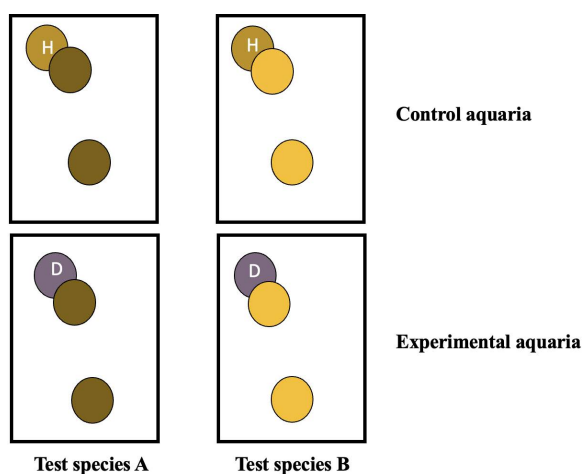 H
H
Control aquaria
D
D
Experimental aquaria
Test species A
Test species B